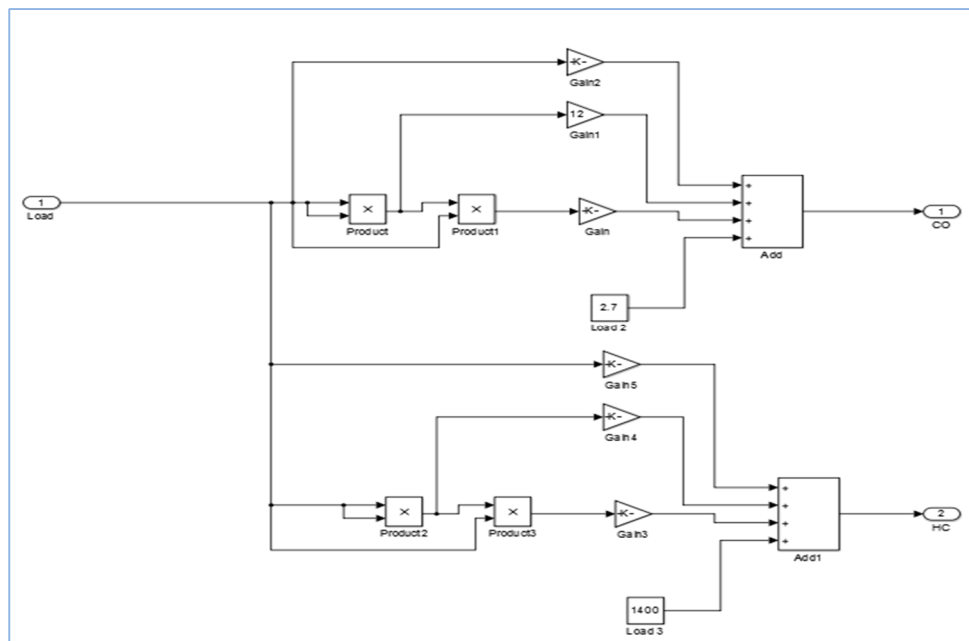 -K-
Gain2
12
Gain1
1
Load
×
Product
×
Product1
-K-
Gain
+
+
+
+
Add
1
CO
2.7
Load 2
-K-
Gain5
-K-
Gain4
×
Product2
×
Product3
-K-
Gain3
+
+
+
+
Add1
2
HC
1400
Load 3